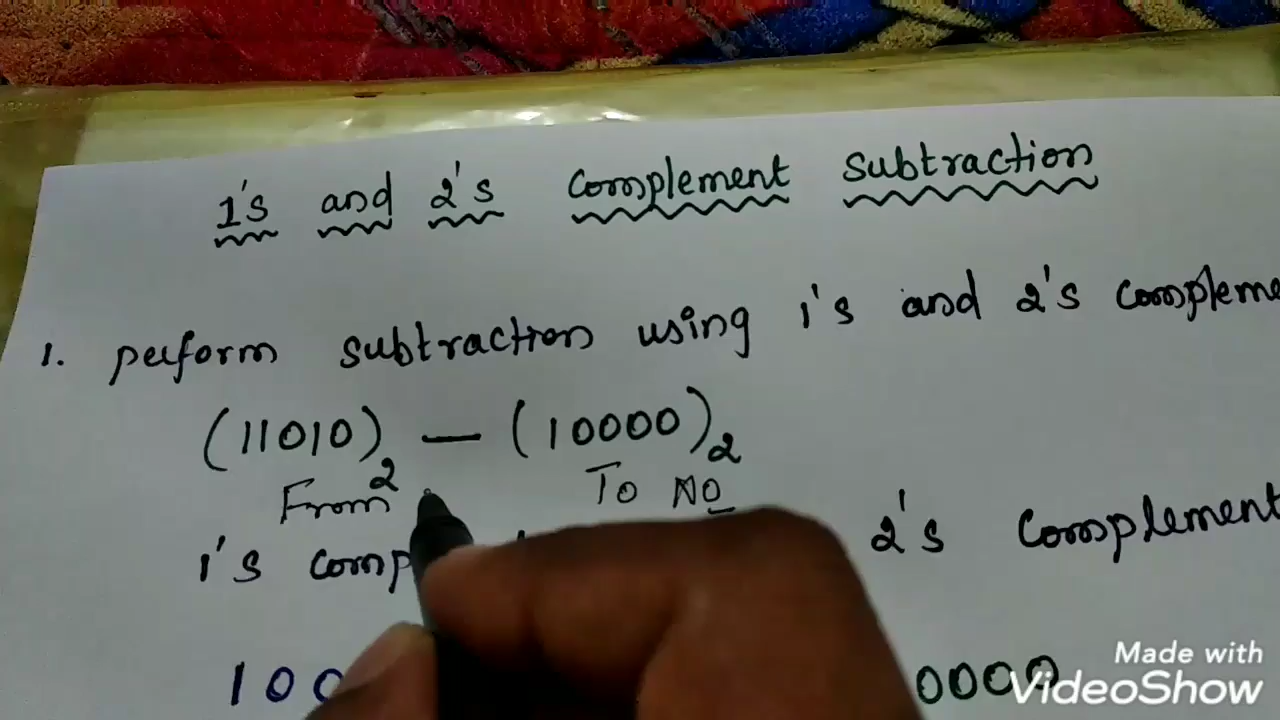 1's and 2's complement subtraction
1. perform subtraction using 1's and 2's compleme
(11010)2 — (10000)2
From To No
1's comp 2's complement
100 0000
Made with
VideoShow